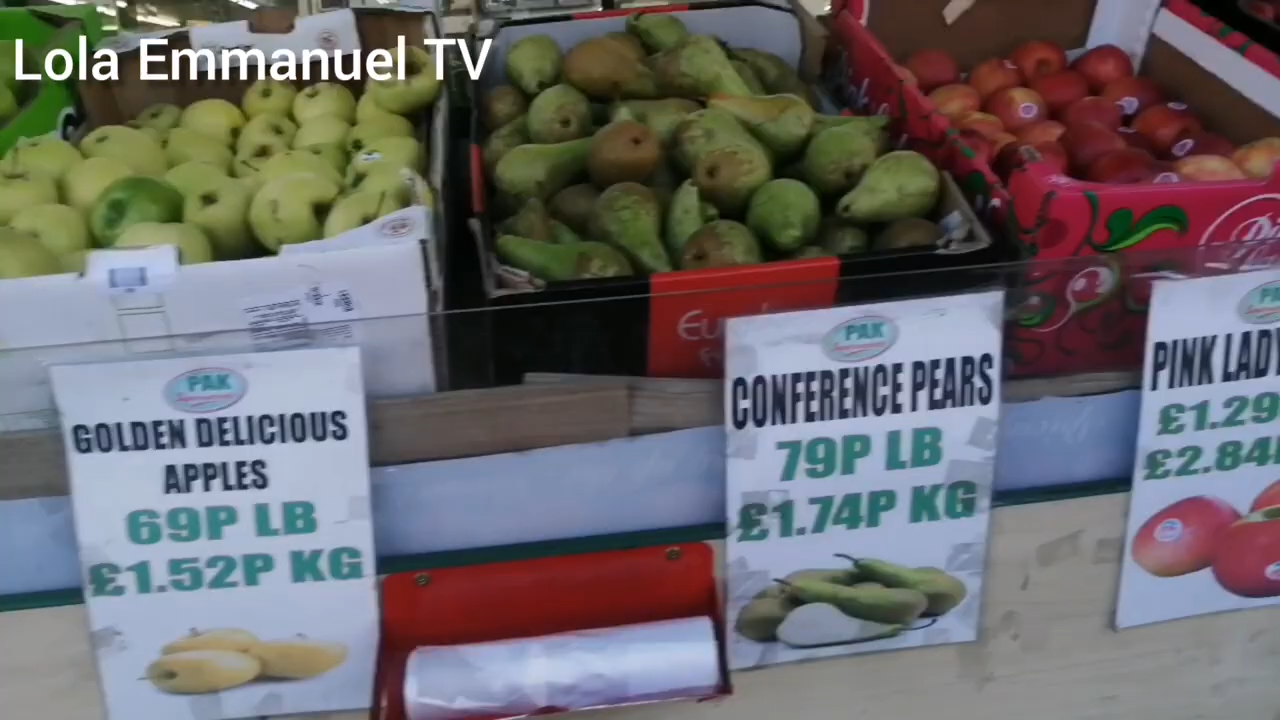 Lola Emmanuel TV
PAK
GOLDEN DELICIOUS
APPLES
69P LB
£1.52P KG
PAK
CONFERENCE PEARS
79P LB
£1.74P KG
PAK
PINK LADY
£1.29
£2.84